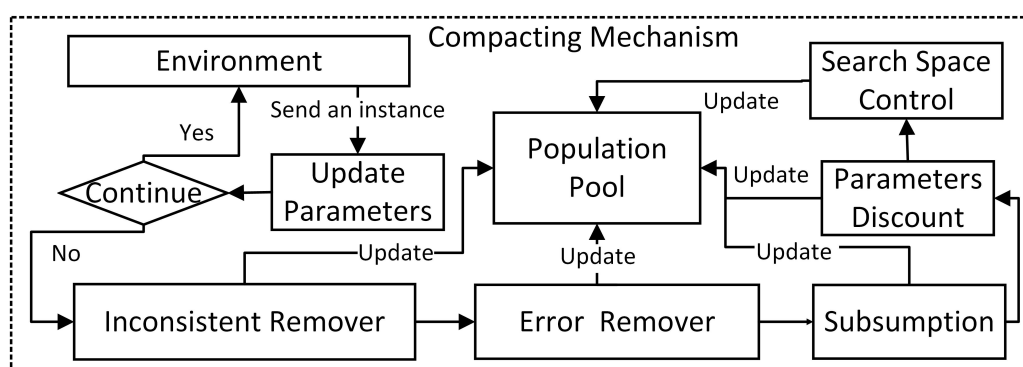 Compacting Mechanism
Environment
Send an instance
Yes
Continue
Update
Parameters
No
Update
Population
Pool
Update
Search Space
Control
Update
Parameters
Discount
Update
Update
Inconsistent Remover
Error Remover
Subsumption